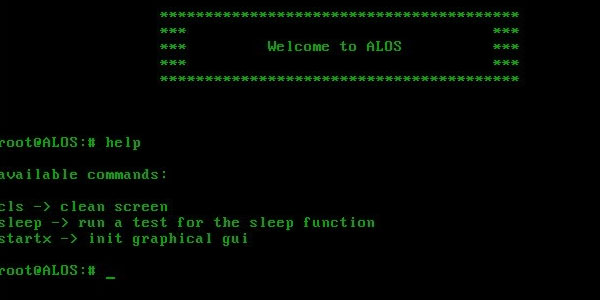 ****************************************
*** ***
*** Welcome to ALOS ***
*** ***
****************************************
root@ALOS:# help
available commands:
cls -> clean screen
sleep -> run a test for the sleep function
startx -> init graphical gui
root@ALOS:# _